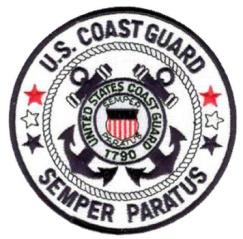 U.S. COAST GUARD
UNITED STATES COAST GUARD
SEMPER
PARATUS
1790
SEMPER PARATUS